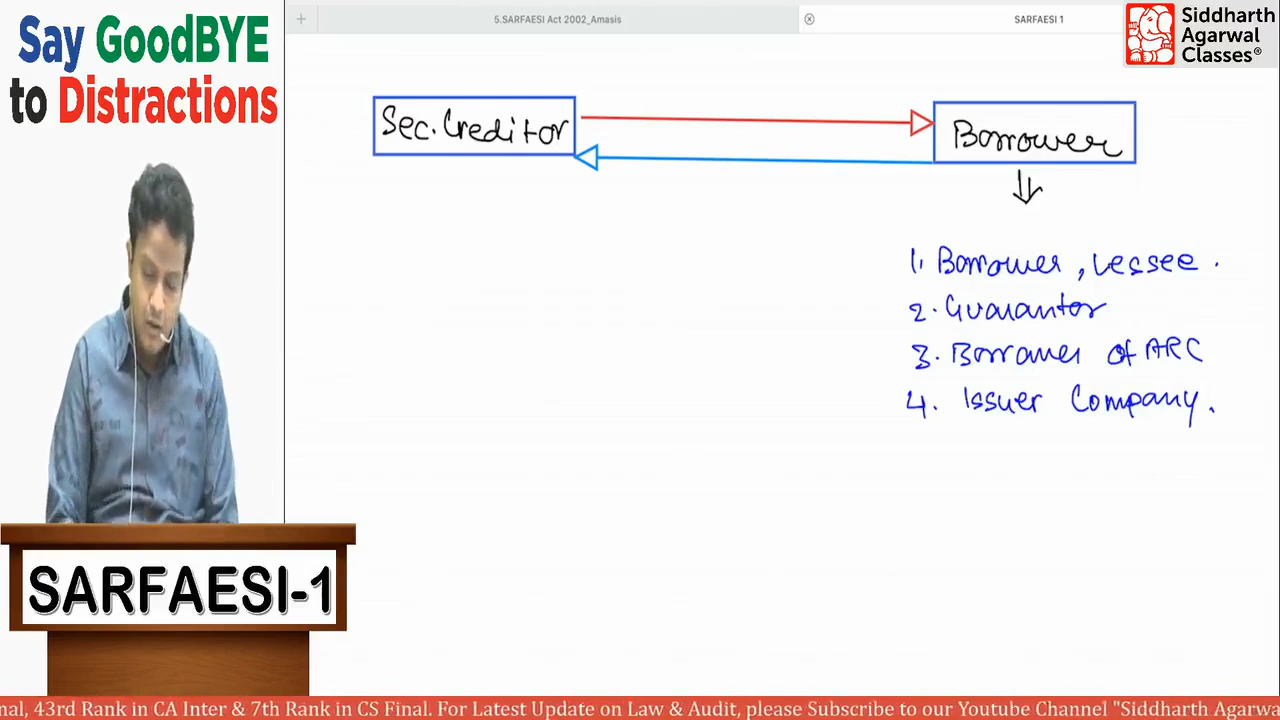 Say GoodBYE
to Distractions
5.SARFAESI Act 2002_Amasis
SARFAESI 1
Siddharth
Agarwal
Classes®
Sec. Creditor
Borrower
1. Borrower, Lessee.
2. Guarantor
3. Borrower of ARC
4. Issuer Company.
SARFAESI-1
nal, 43rd Rank in CA Inter & 7th Rank in CS Final. For Latest Update on Law & Audit, please Subscribe to our Youtube Channel "Siddharth Agarwa